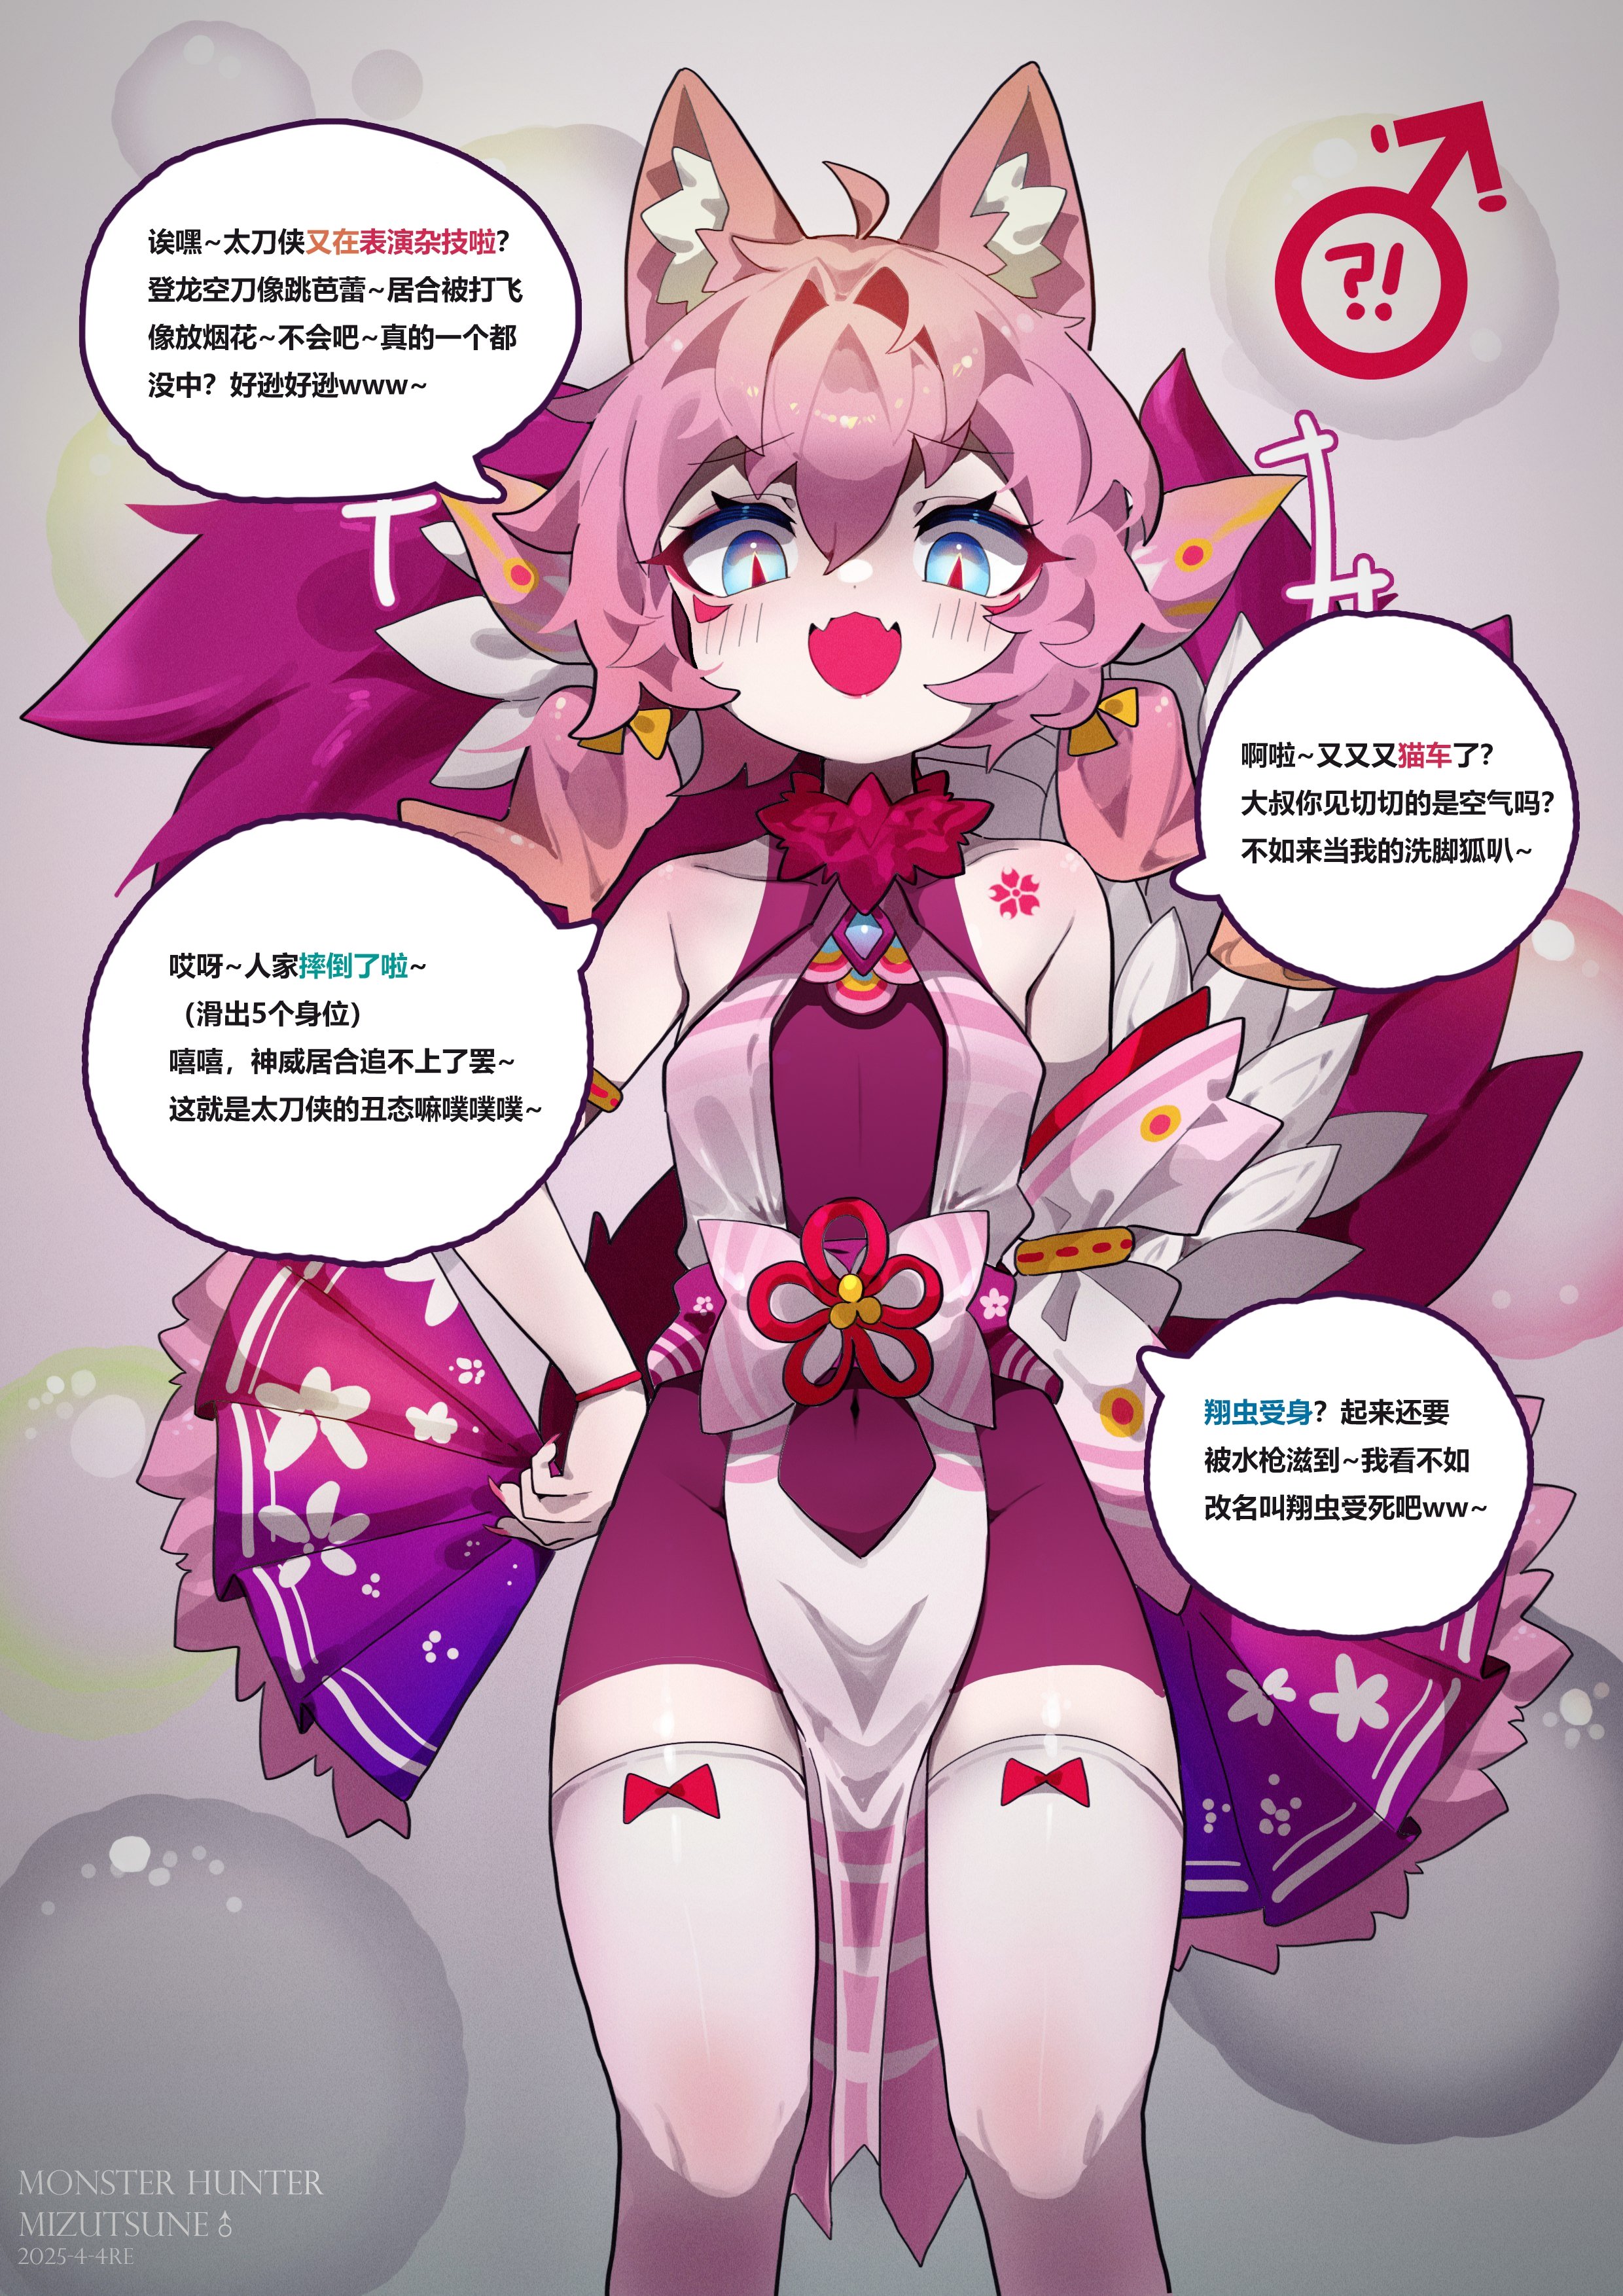 诶嘿~太刀侠又在表演杂技啦?
登龙空刀像跳芭蕾~居合被打飞
像放烟花~不会吧~真的一个都
没中? 好逊好逊www~
?!
啊啦~又又又猫车了?
大叔你见切切的是空气吗?
不如来当我的洗脚狐叭~
哎呀~人家摔倒了啦~
（滑出5个身位）
嘻嘻，神威居合追不上了罢~
这就是太刀侠的丑态嘛噗噗噗~
翔虫受身? 起来还要
被水枪滋到~我看不如
改名叫翔虫受死吧ww~
MONSTER HUNTER
MIZUTSUNE♂
2025-4-4RE